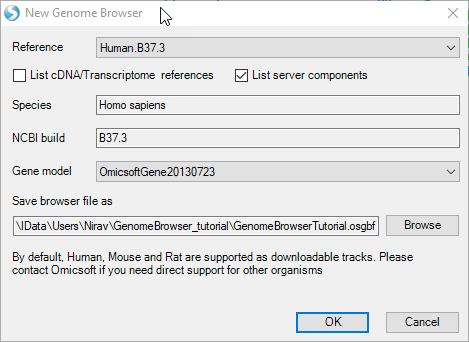 New Genome Browser
Reference Human.B37.3
List cDNA/Transcriptome references List server components
Species Homo sapiens
NCBI build B37.3
Gene model OmicsoftGene20130723
Save browser file as
\IData\Users\Nirav\GenomeBrowser_tutorial\GenomeBrowserTutorial.osgbf Browse
By default, Human, Mouse and Rat are supported as downloadable tracks. Please
contact Omicsoft if you need direct support for other organisms
OK Cancel